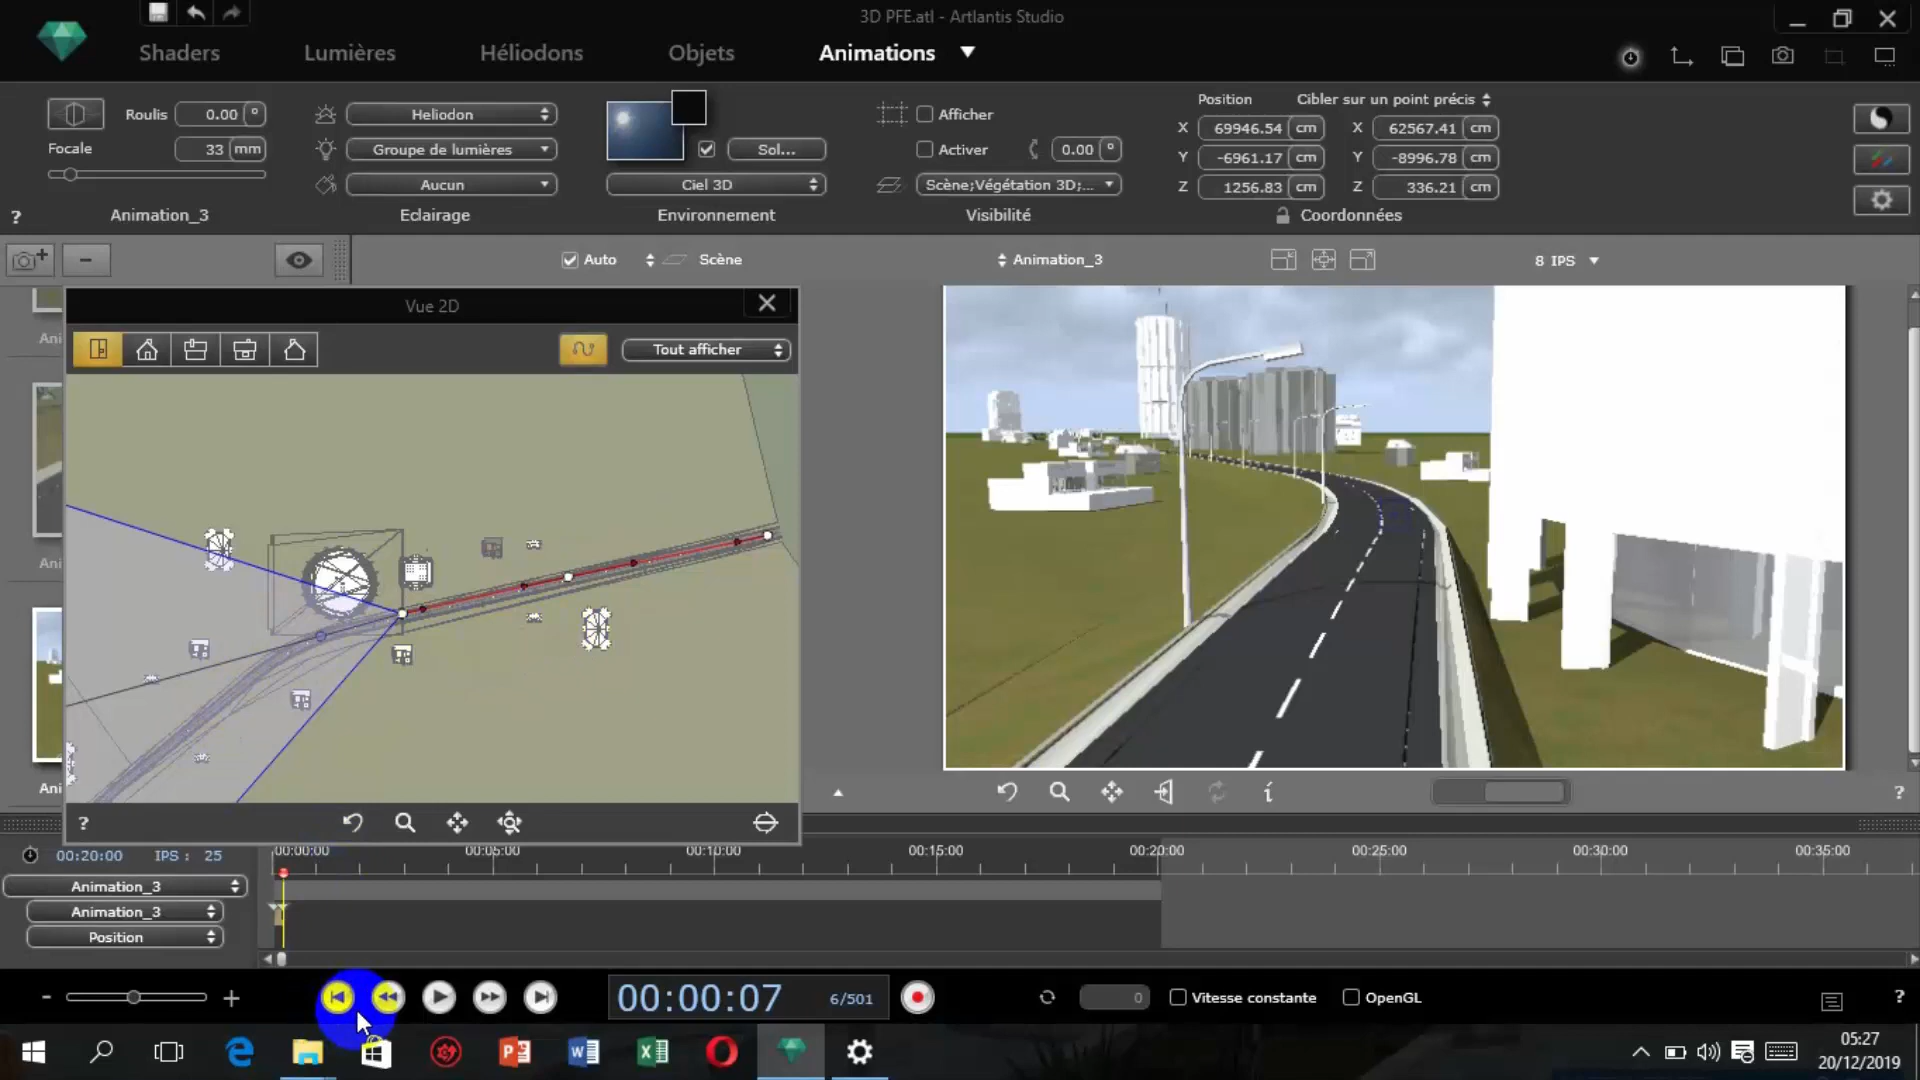 3D PFE.atl - Artlantis Studio
Shaders Lumières Héliodons Objets Animations
Roulis 0.00 °
Focale 33 mm
Animation_3
Heliodon
Groupe de lumières
Aucun
Eclairage
Sol...
Ciel 3D
Environnement
Afficher
Activer 0.00 °
Scène;Végétation 3D;...
Visibilité
Position Cibler sur un point précis
X 69946.54 cm X 62567.41 cm
Y -6961.17 cm Y -8996.78 cm
Z 1256.83 cm Z 336.21 cm
Coordonnées
?
Auto Scène Animation_3 8 IPS
Vue 2D
Tout afficher
Ani
Ani
Ani
?
i
?
00:20:00 IPS : 25
00:00:00 00:05:00 00:10:00 00:15:00 00:20:00 00:25:00 00:30:00 00:35:00
Animation_3
Animation_3
Position
00:00:07 6/501 0 Vitesse constante OpenGL ?
05:27
20/12/2019